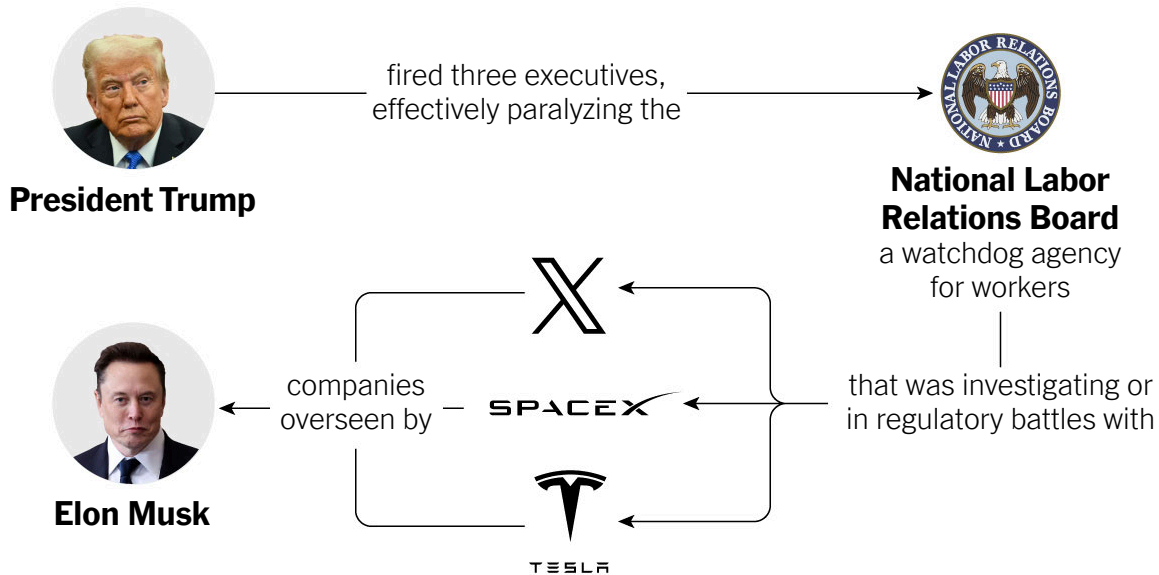 fired three executives,
effectively paralyzing the
NATIONAL LABOR RELATIONS BOARD
President Trump
National Labor
Relations Board
a watchdog agency
for workers
that was investigating or
in regulatory battles with
X
SPACEX
TESLA
companies
overseen by
Elon Musk